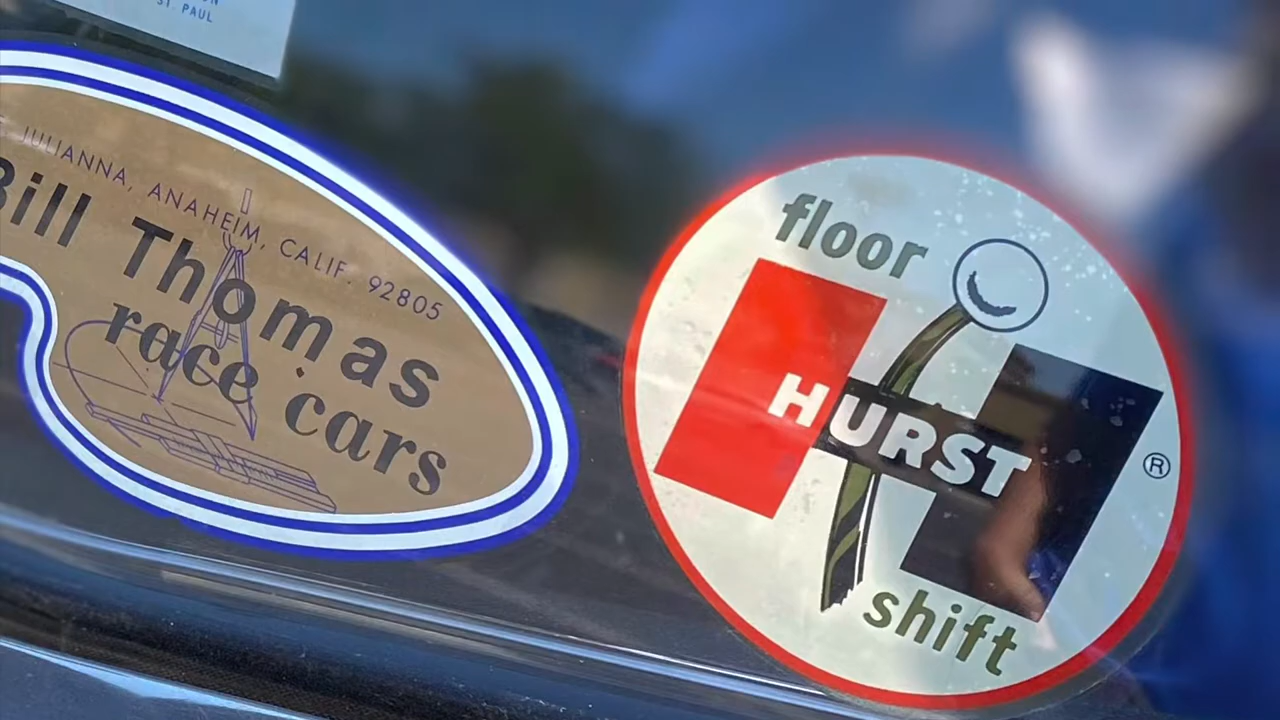 ST. PAUL
JULIANNA, ANAHEIM, CALIF. 92805
Bill Thomas
race cars
floor
HURST
®
shift